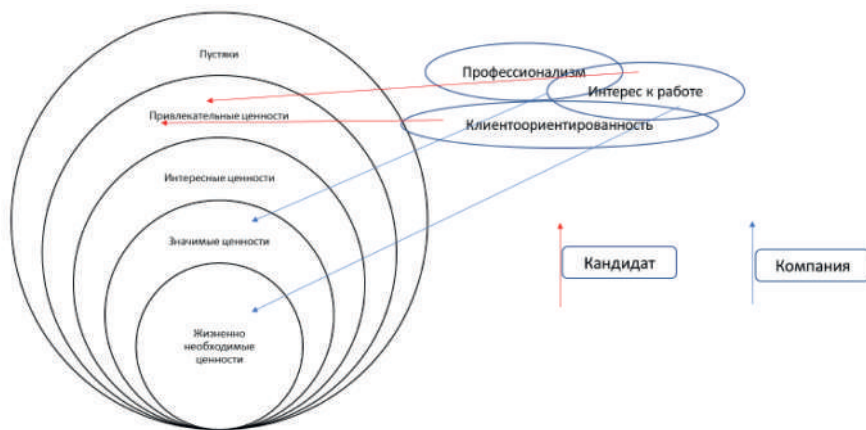 Пустяки
Привлекательные ценности
Интересные ценности
Значимые ценности
Жизненно
необходимые
ценности
Профессионализм
Интерес к работе
Клиентоориентированность
Кандидат
Компания